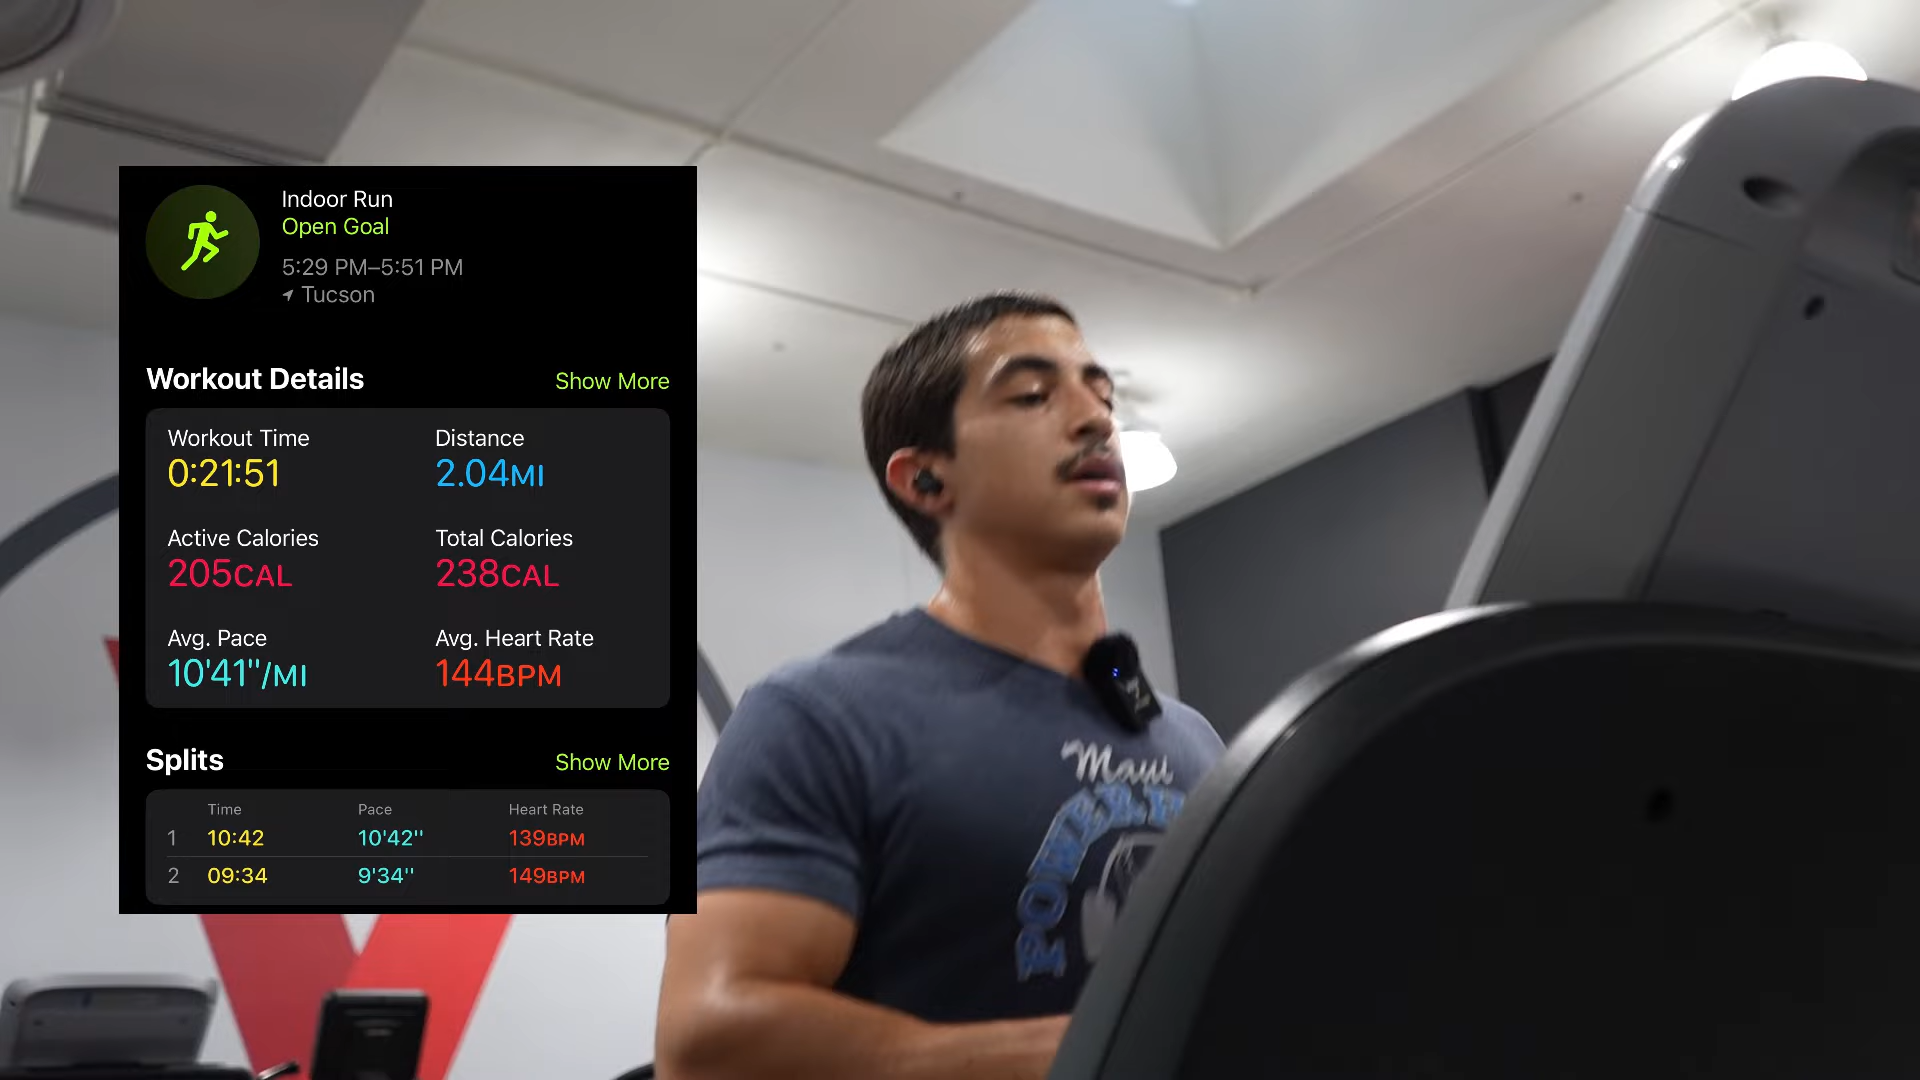 Indoor Run
Open Goal
5:29 PM–5:51 PM
Tucson
Workout Details
Show More
Workout Time
Distance
0:21:51
2.04MI
Active Calories
Total Calories
205CAL
238CAL
Avg. Pace
Avg. Heart Rate
10'41"/MI
144BPM
Splits
Show More
Time Pace Heart Rate
1 10:42 10'42'' 139BPM
2 09:34 9'34'' 149BPM
Maui